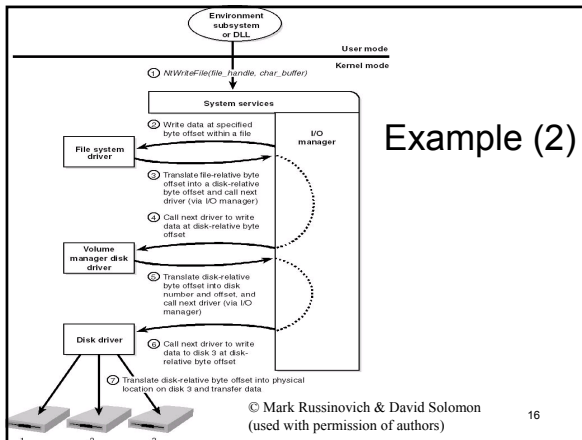 Environment
subsystem
or DLL
User mode
Kernel mode
① NtWriteFile(file_handle, char_buffer)
System services
② Write data at specified
byte offset within a file
I/O
manager
Example (2)
File system
driver
③ Translate file-relative byte
offset into a disk-relative
byte offset and call next
driver (via I/O manager)
④ Call next driver to write
data at disk-relative byte
offset
Volume
manager disk
driver
⑤ Translate disk-relative
byte offset into disk
number and offset, and
call next driver (via I/O
manager)
Disk driver
⑥ Call next driver to write
data to disk 3 at disk-
relative byte offset
⑦ Translate disk-relative byte offset into physical
location on disk 3 and transfer data
© Mark Russinovich & David Solomon
(used with permission of authors)
16
1 2 3